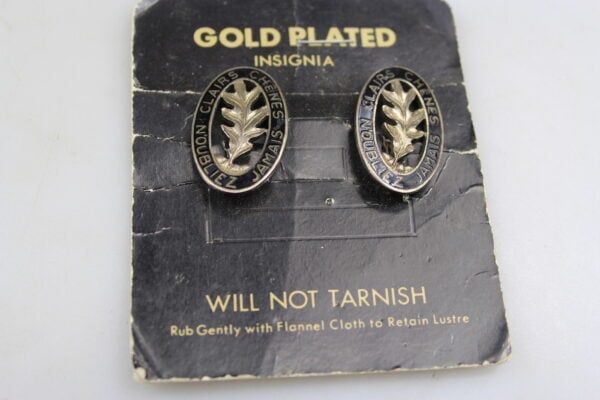 GOLD PLATED
INSIGNIA
N'OUBLIEZ CLAIRS CHENES JAMAIS
N'OUBLIEZ CLAIRS CHENES JAMAIS
WILL NOT TARNISH
Rub Gently with Flannel Cloth to Retain Lustre